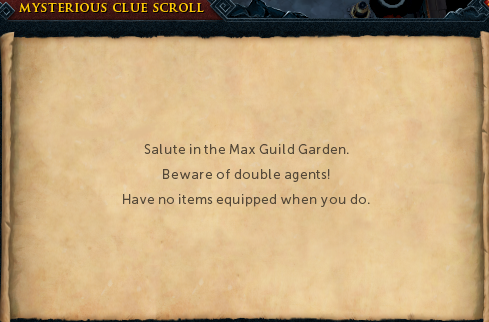 MYSTERIOUS CLUE SCROLL
Salute in the Max Guild Garden.
Beware of double agents!
Have no items equipped when you do.